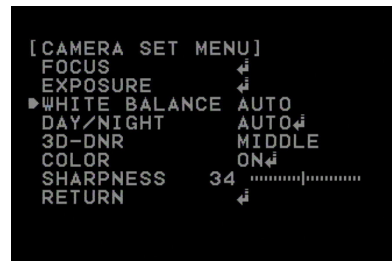 [CAMERA SET MENU]
FOCUS ↲
EXPOSURE ↲
WHITE BALANCE AUTO
DAY/NIGHT AUTO↲
3D-DNR MIDDLE
COLOR ON↲
SHARPNESS 34
RETURN ↲